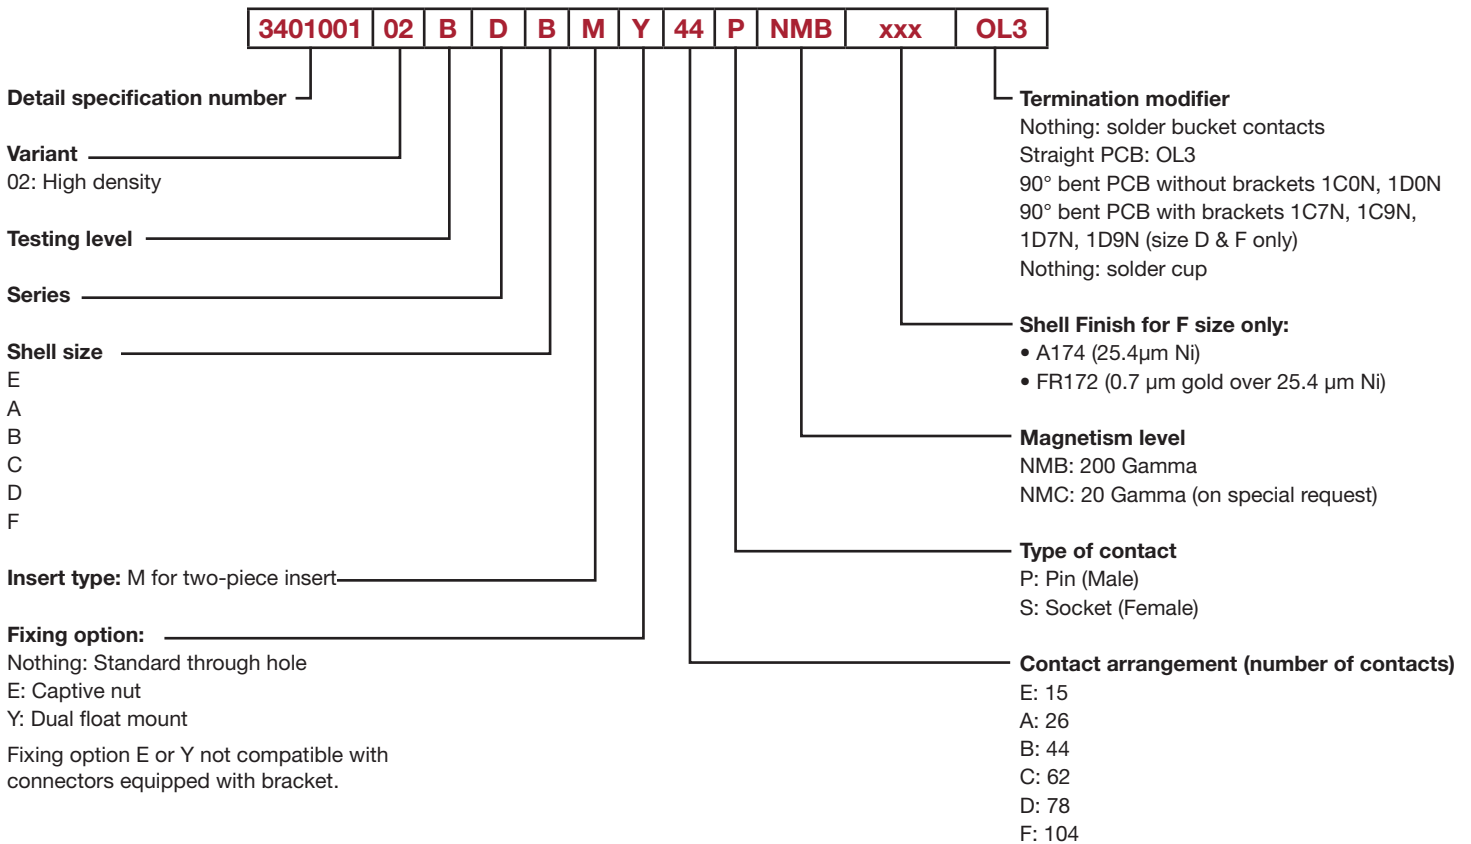 3401001 02 B D B M Y 44 P NMB xxx OL3
Detail specification number
Variant
02: High density
Testing level
Series
Shell size
E
A
B
C
D
F
Insert type: M for two-piece insert
Fixing option:
Nothing: Standard through hole
E: Captive nut
Y: Dual float mount
Fixing option E or Y not compatible with
connectors equipped with bracket.
Termination modifier
Nothing: solder bucket contacts
Straight PCB: OL3
90° bent PCB without brackets 1C0N, 1D0N
90° bent PCB with brackets 1C7N, 1C9N,
1D7N, 1D9N (size D & F only)
Nothing: solder cup
Shell Finish for F size only:
• A174 (25.4μm Ni)
• FR172 (0.7 μm gold over 25.4 μm Ni)
Magnetism level
NMB: 200 Gamma
NMC: 20 Gamma (on special request)
Type of contact
P: Pin (Male)
S: Socket (Female)
Contact arrangement (number of contacts)
E: 15
A: 26
B: 44
C: 62
D: 78
F: 104